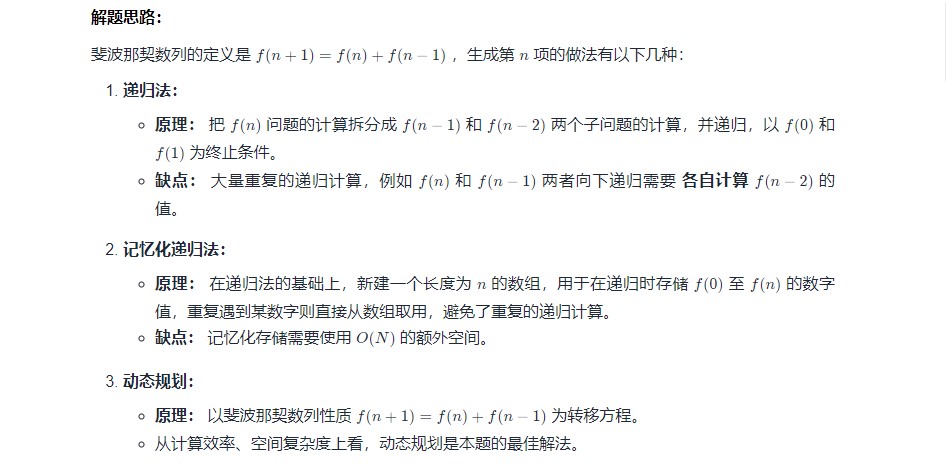 解题思路：
斐波那契数列的定义是 f(n + 1) = f(n) + f(n − 1) ，生成第 n 项的做法有以下几种：
1. 递归法：
◦ 原理： 把 f(n) 问题的计算拆分成 f(n − 1) 和 f(n − 2) 两个子问题的计算，并递归，以 f(0) 和
f(1) 为终止条件。
◦ 缺点： 大量重复的递归计算，例如 f(n) 和 f(n − 1) 两者向下递归需要 各自计算 f(n − 2) 的
值。
2. 记忆化递归法：
◦ 原理： 在递归法的基础上，新建一个长度为 n 的数组，用于在递归时存储 f(0) 至 f(n) 的数字
值，重复遇到某数字则直接从数组取用，避免了重复的递归计算。
◦ 缺点： 记忆化存储需要使用 O(N) 的额外空间。
3. 动态规划：
◦ 原理： 以斐波那契数列性质 f(n + 1) = f(n) + f(n − 1) 为转移方程。
◦ 从计算效率、空间复杂度上看，动态规划是本题的最佳解法。